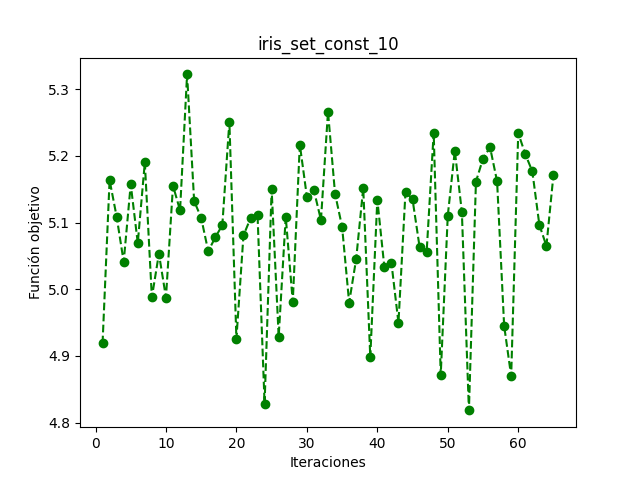 iris_set_const_10
Función objetivo
5.3
5.2
5.1
5.0
4.9
4.8
0 10 20 30 40 50 60
Iteraciones